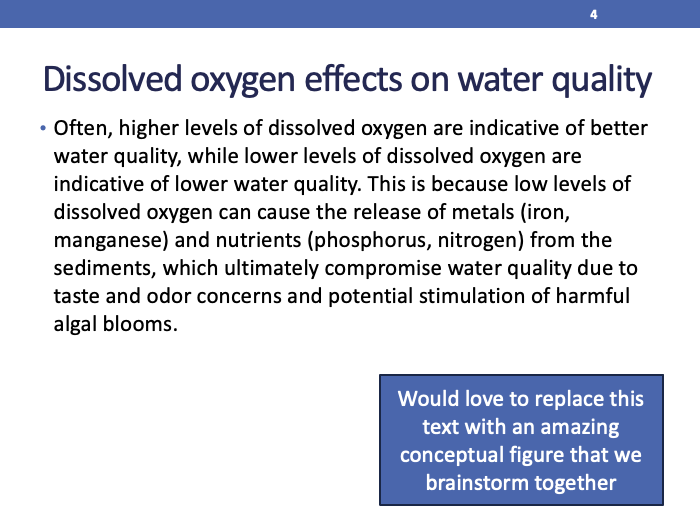 4
Dissolved oxygen effects on water quality
• Often, higher levels of dissolved oxygen are indicative of better
water quality, while lower levels of dissolved oxygen are
indicative of lower water quality. This is because low levels of
dissolved oxygen can cause the release of metals (iron,
manganese) and nutrients (phosphorus, nitrogen) from the
sediments, which ultimately compromise water quality due to
taste and odor concerns and potential stimulation of harmful
algal blooms.
Would love to replace this
text with an amazing
conceptual figure that we
brainstorm together